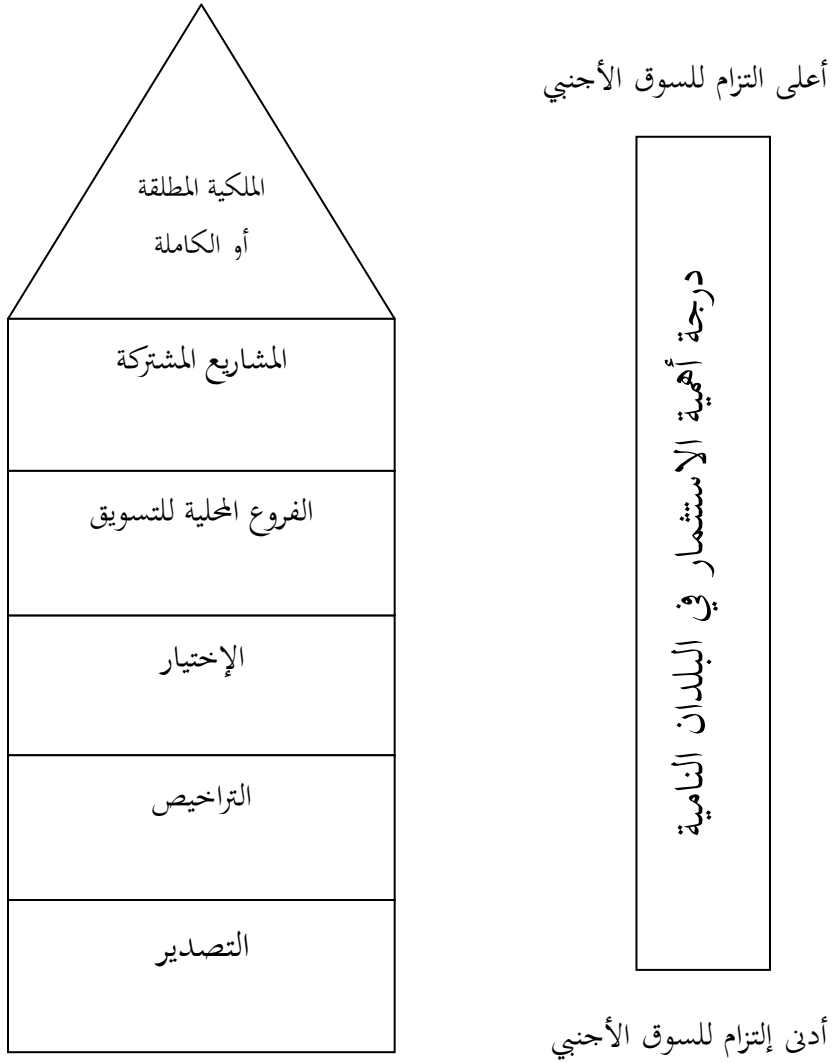 أعلى التزام للسوق الأجنبي
درجة أهمية الاستثمار في البلدان النامية
أدنى إلتزام للسوق الأجنبي
الملكية المطلقة
أو الكاملة
المشاريع المشتركة
الفروع المحلية للتسويق
الإختيار
التراخيص
التصدير